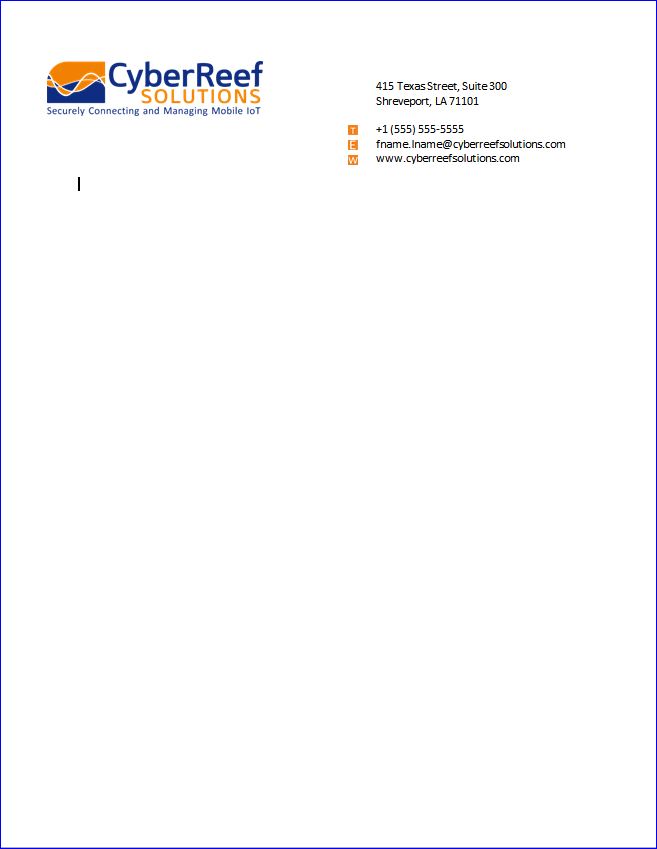 CyberReef
SOLUTIONS
Securely Connecting and Managing Mobile IoT
415 Texas Street, Suite 300
Shreveport, LA 71101
T +1 (555) 555-5555
E fname.lname@cyberreefsolutions.com
W www.cyberreefsolutions.com